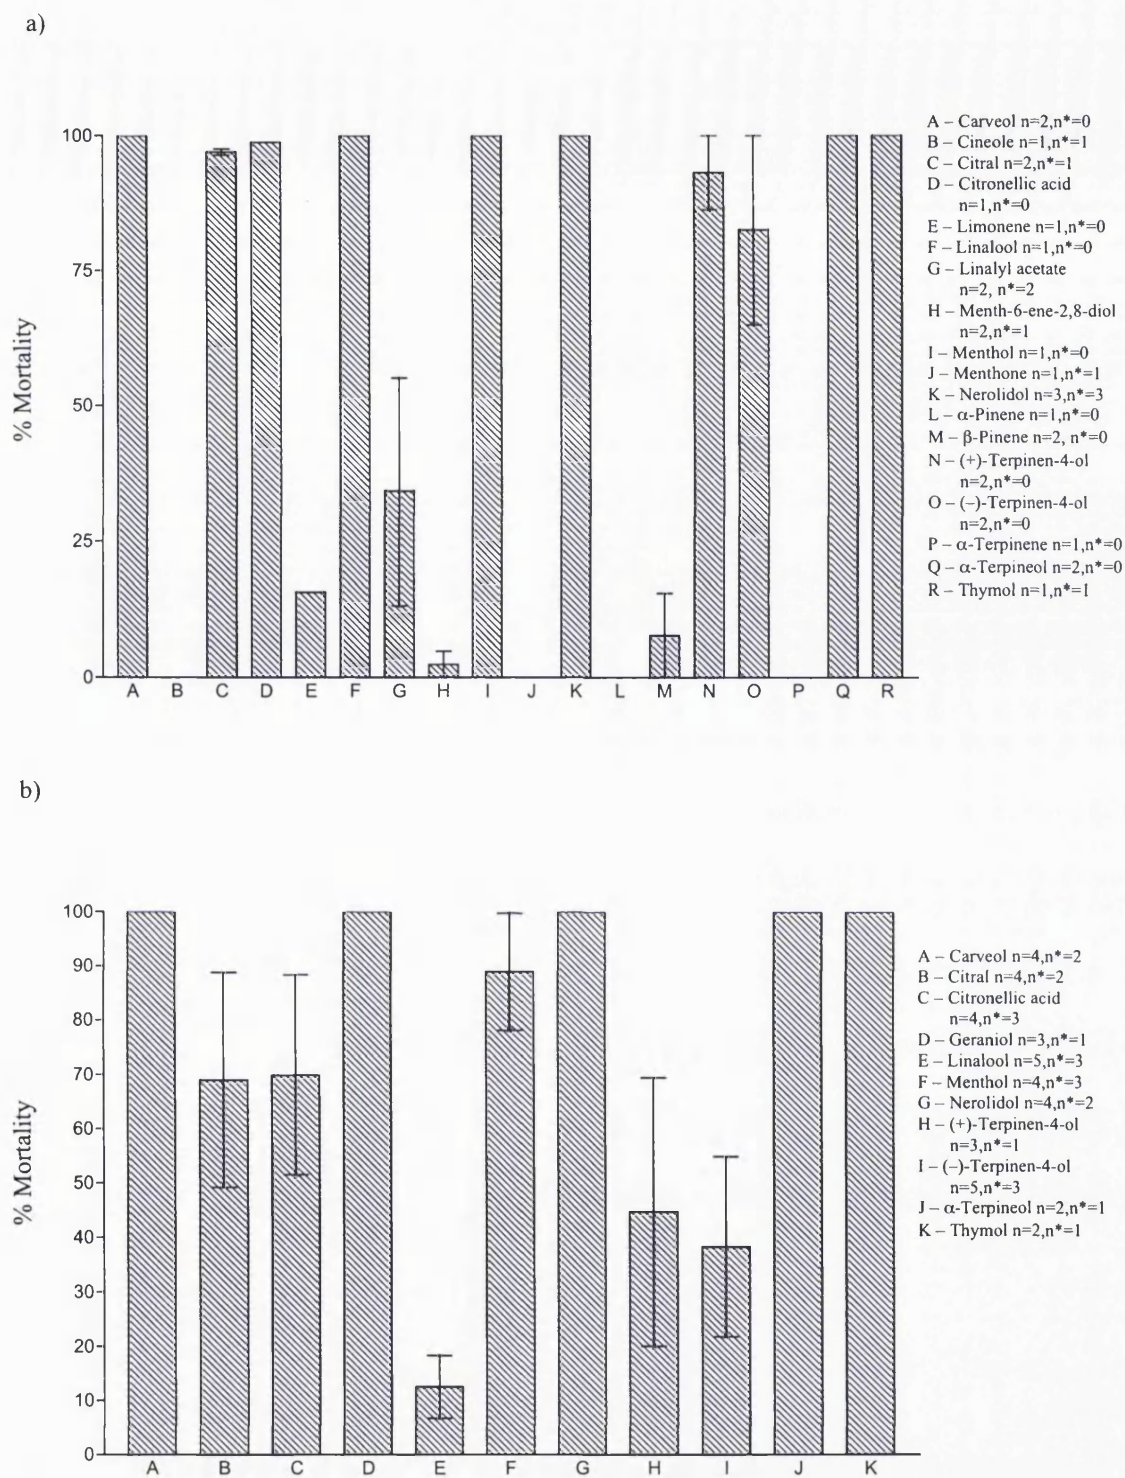 a)
% Mortality
100
75
50
25
0
A B C D E F G H I J K L M N O P Q R
A – Carveol n=2,n*=0
B – Cineole n=1,n*=1
C – Citral n=2,n*=1
D – Citronellic acid
n=1,n*=0
E – Limonene n=1,n*=0
F – Linalool n=1,n*=0
G – Linalyl acetate
n=2, n*=2
H – Menth-6-ene-2,8-diol
n=2,n*=1
I – Menthol n=1,n*=0
J – Menthone n=1,n*=1
K – Nerolidol n=3,n*=3
L – α-Pinene n=1,n*=0
M – β-Pinene n=2, n*=0
N – (+)-Terpinen-4-ol
n=2,n*=0
O – (–)-Terpinen-4-ol
n=2,n*=0
P – α-Terpinene n=1,n*=0
Q – α-Terpineol n=2,n*=0
R – Thymol n=1,n*=1
b)
% Mortality
100
90
80
70
60
50
40
30
20
10
0
A B C D E F G H I J K
A – Carveol n=4,n*=2
B – Citral n=4,n*=2
C – Citronellic acid
n=4,n*=3
D – Geraniol n=3,n*=1
E – Linalool n=5,n*=3
F – Menthol n=4,n*=3
G – Nerolidol n=4,n*=2
H – (+)-Terpinen-4-ol
n=3,n*=1
I – (–)-Terpinen-4-ol
n=5,n*=3
J – α-Terpineol n=2,n*=1
K – Thymol n=2,n*=1